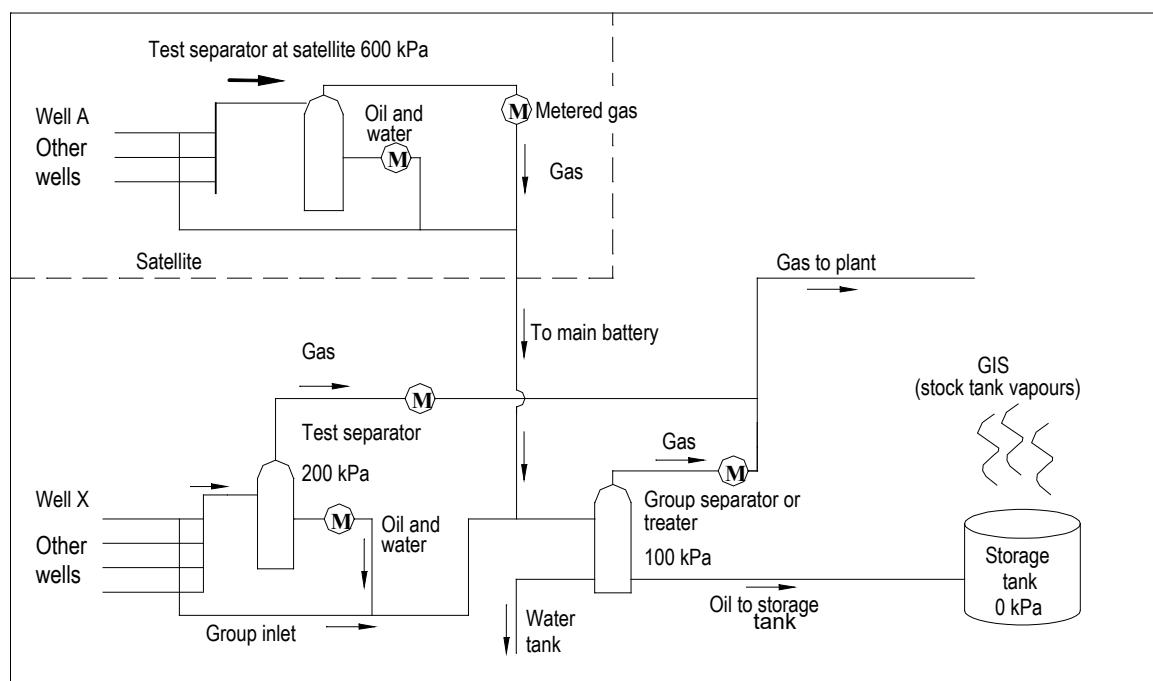 Test separator at satellite 600 kPa
Well A
Other
wells
Oil and
water
M
M
Metered gas
Gas
Satellite
Gas to plant
To main battery
Gas
M
GIS
(stock tank vapours)
Test separator
200 kPa
Gas
M
Well X
Other
wells
M
Oil and
water
Group separator or
treater
100 kPa
Storage
tank
0 kPa
Oil to storage
tank
Water
tank
Group inlet